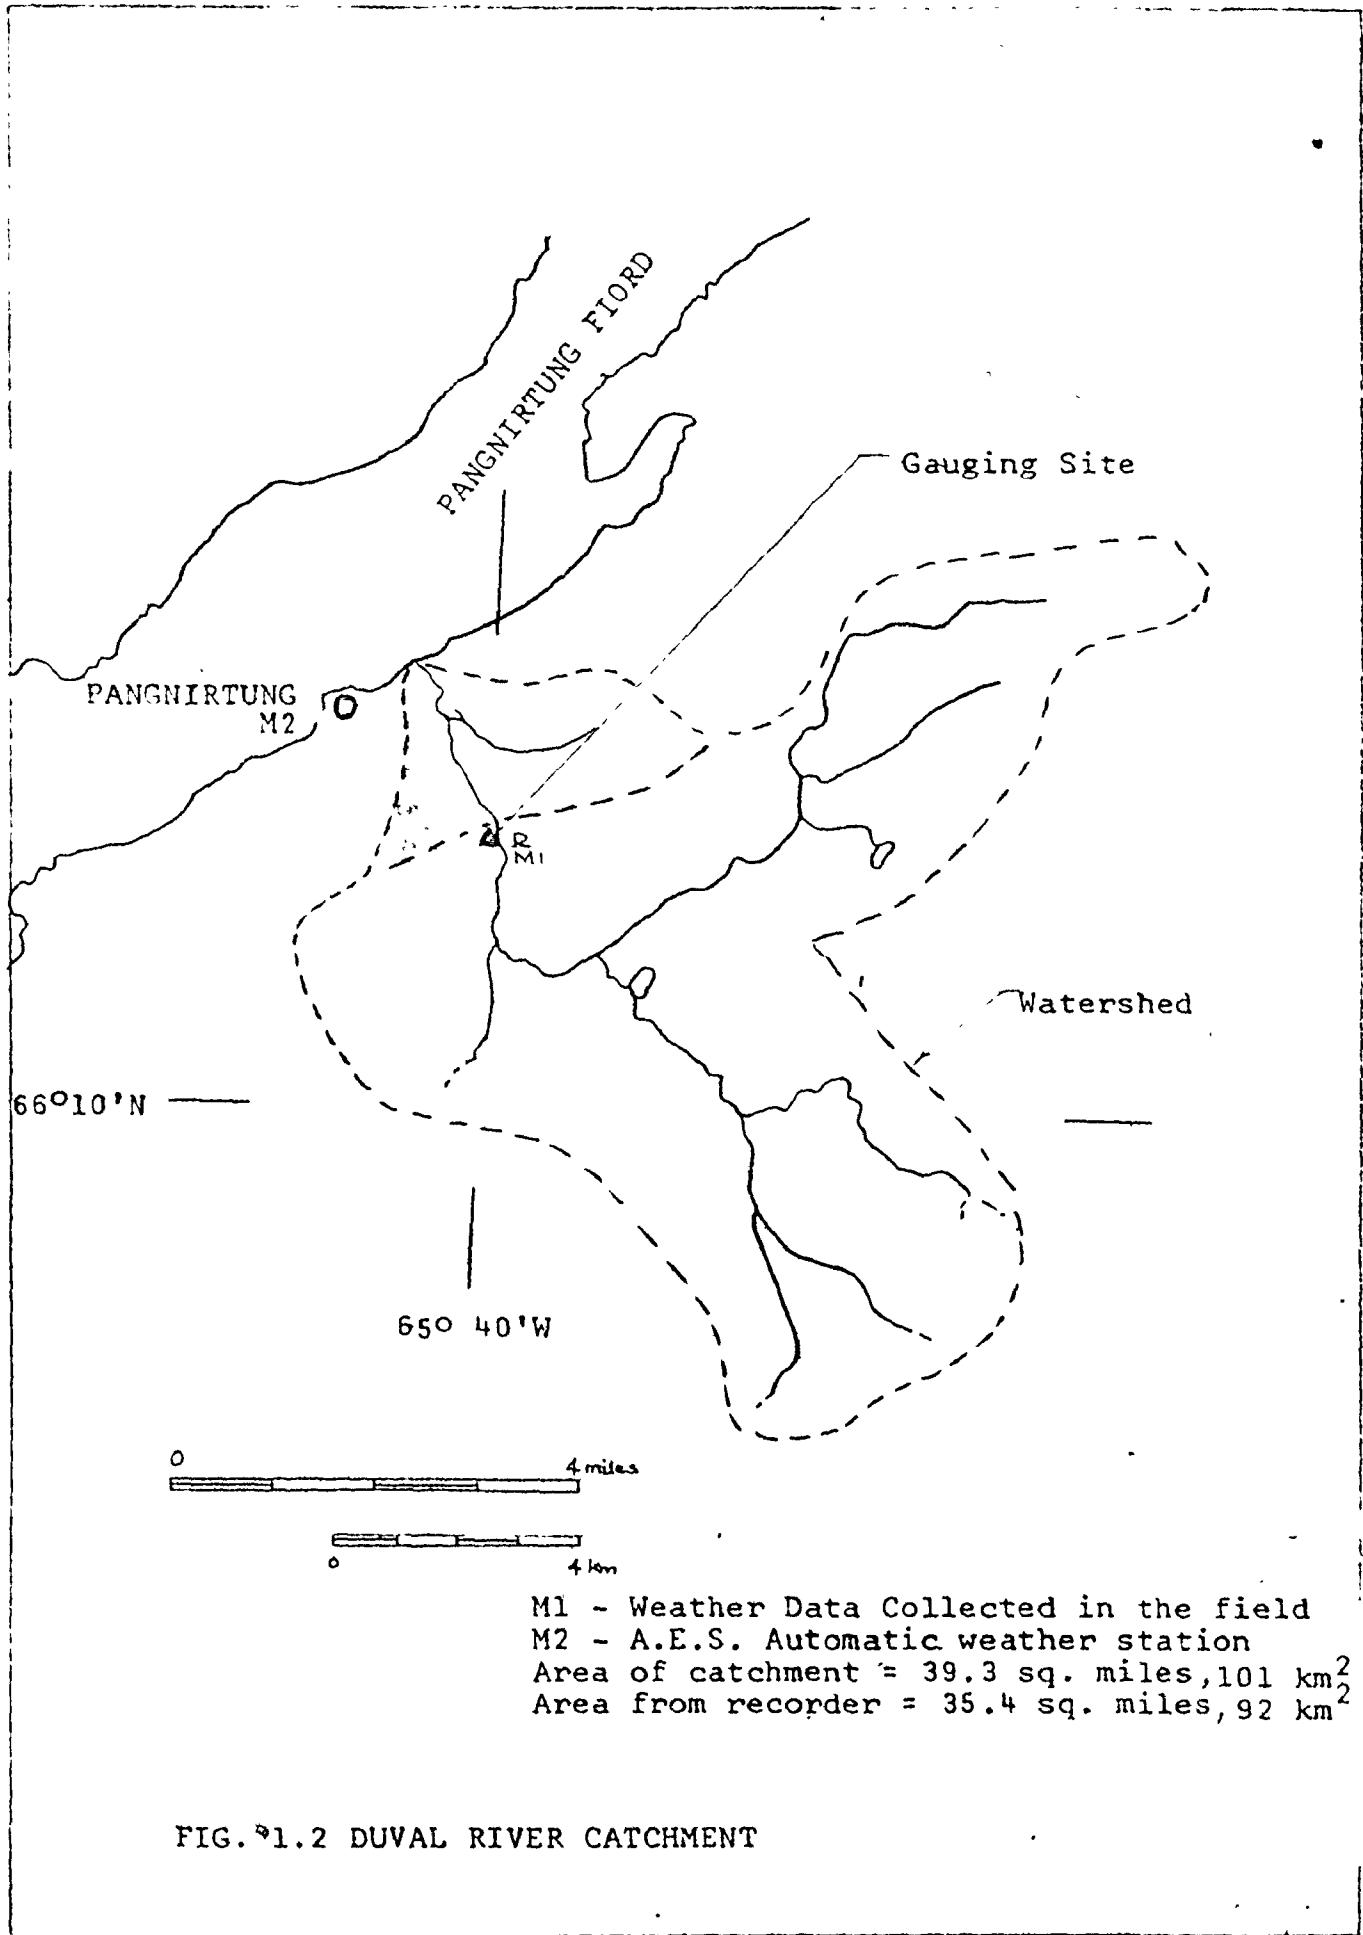 PANGNIRTUNG FIORD
Gauging Site
PANGNIRTUNG
M2
R
M1
Watershed
66°10'N
65° 40'W
0
4 miles
0
4 km
M1 - Weather Data Collected in the field
M2 - A.E.S. Automatic weather station
Area of catchment = 39.3 sq. miles, 101 km²
Area from recorder = 35.4 sq. miles, 92 km²
FIG. 1.2 DUVAL RIVER CATCHMENT